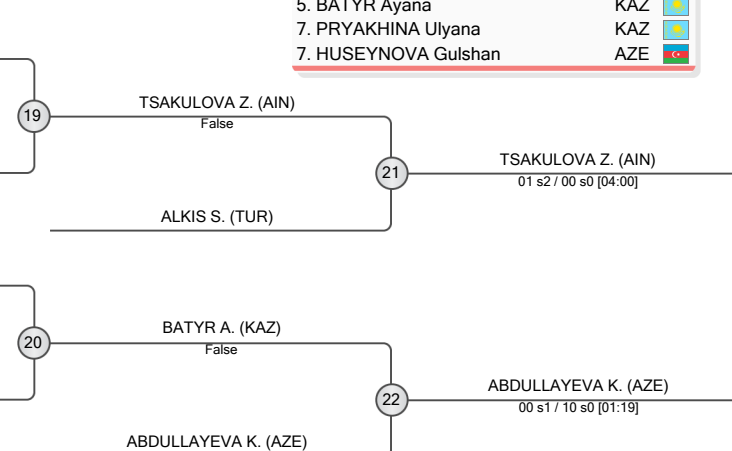 5. BATYR Ayana KAZ
7. PRYAKHINA Ulyana KAZ
7. HUSEYNOVA Gulshan AZE
19
TSAKULOVA Z. (AIN)
False
21
TSAKULOVA Z. (AIN)
01 s2 / 00 s0 [04:00]
ALKIS S. (TUR)
20
BATYR A. (KAZ)
False
22
ABDULLAYEVA K. (AZE)
00 s1 / 10 s0 [01:19]
ABDULLAYEVA K. (AZE)